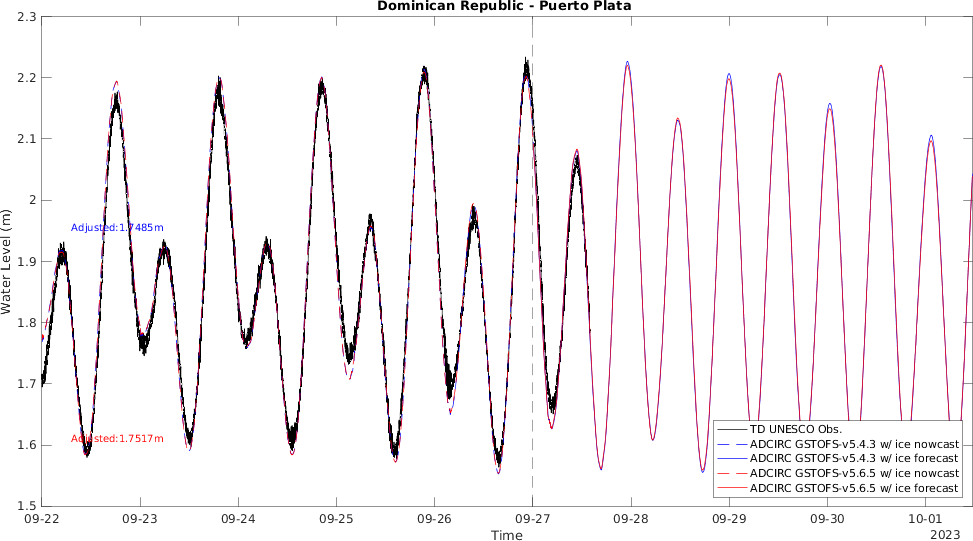 Dominican Republic - Puerto Plata
Water Level (m)
2.3
2.2
2.1
2
1.9
1.8
1.7
1.6
1.5
Adjusted:1.7485m
Adjusted:1.7517m
TD UNESCO Obs.
ADCIRC GSTOFS-v5.4.3 w/ ice nowcast
ADCIRC GSTOFS-v5.4.3 w/ ice forecast
ADCIRC GSTOFS-v5.6.5 w/ ice nowcast
ADCIRC GSTOFS-v5.6.5 w/ ice forecast
09-22 09-23 09-24 09-25 09-26 09-27 09-28 09-29 09-30 10-01
Time
2023